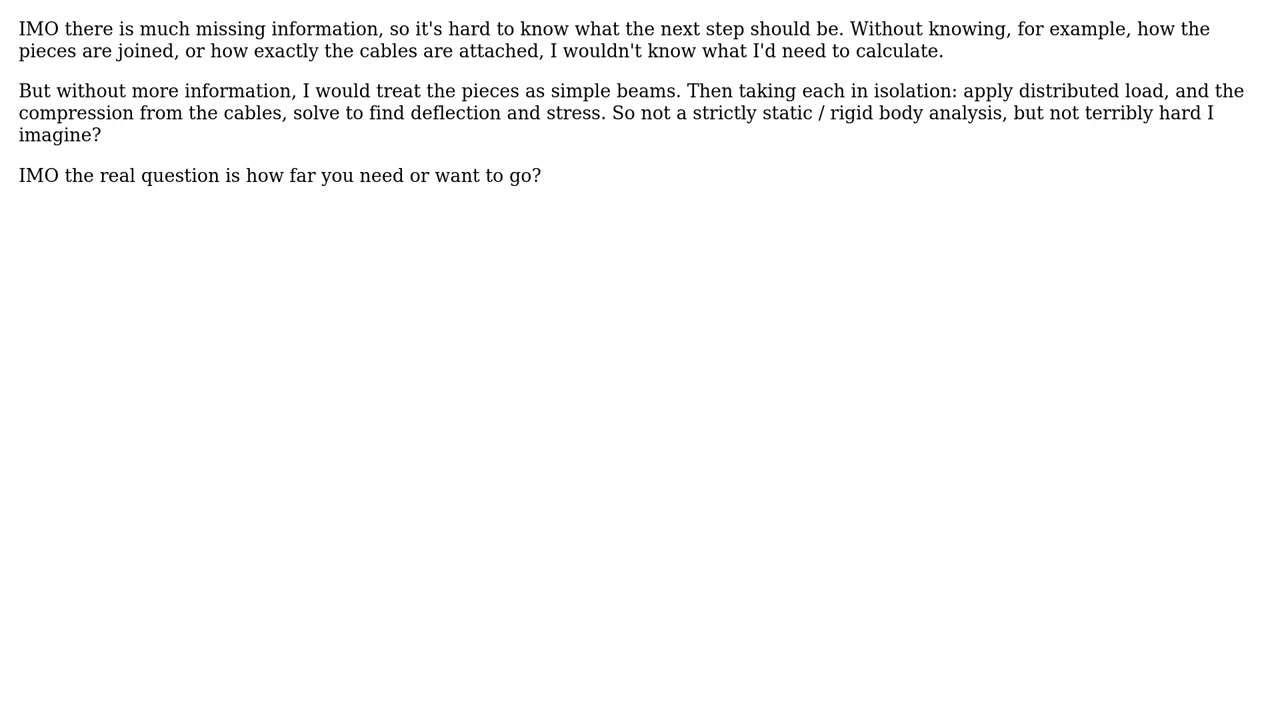 IMO there is much missing information, so it's hard to know what the next step should be. Without knowing, for example, how the
pieces are joined, or how exactly the cables are attached, I wouldn't know what I'd need to calculate.
But without more information, I would treat the pieces as simple beams. Then taking each in isolation: apply distributed load, and the
compression from the cables, solve to find deflection and stress. So not a strictly static / rigid body analysis, but not terribly hard I
imagine?
IMO the real question is how far you need or want to go?